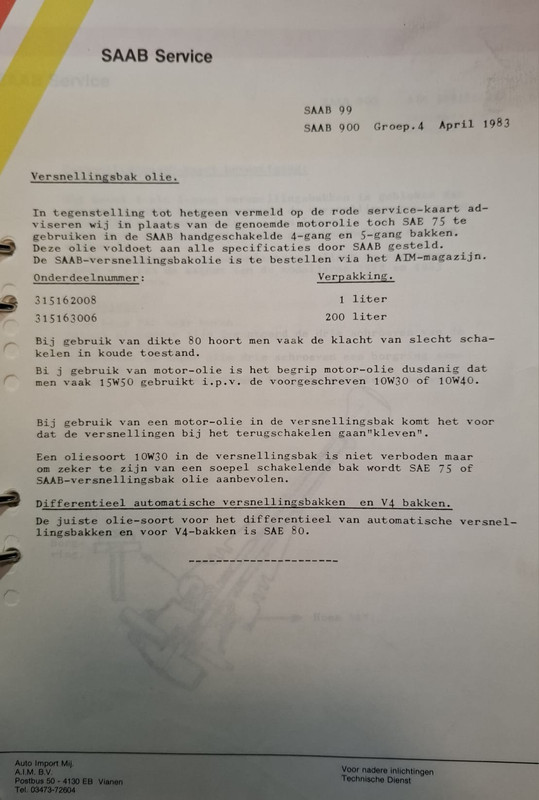 SAAB Service
SAAB 99
SAAB 900 Groep.4 April 1983
Versnellingsbak olie.
In tegenstelling tot hetgeen vermeld op de rode service-kaart ad-
viseren wij in plaats van de genoemde motorolie toch SAE 75 te
gebruiken in de SAAB handgeschakelde 4-gang en 5-gang bakken.
Deze olie voldoet aan alle specificaties door SAAB gesteld.
De SAAB-versnellingsbakolie is te bestellen via het AIM-magazijn.
Onderdeelnummer: Verpakking.
315162008 1 liter
315163006 200 liter
Bij gebruik van dikte 80 hoort men vaak de klacht van slecht scha-
kelen in koude toestand.
Bi j gebruik van motor-olie is het begrip motor-olie dusdanig dat
men vaak 15W50 gebruikt i.p.v. de voorgeschreven 10W30 of 10W40.
Bij gebruik van een motor-olie in de versnellingsbak komt het voor
dat de versnellingen bij het terugschakelen gaan"kleven".
Een oliesoort 10W30 in de versnellingsbak is niet verboden maar
om zeker te zijn van een soepel schakelende bak wordt SAE 75 of
SAAB-versnellingsbak olie aanbevolen.
Differentieel automatische versnellingsbakken en V4 bakken.
De juiste olie-soort voor het differentieel van automatische versnel-
lingsbakken en voor V4-bakken is SAE 80.
----------------------
Auto Import Mij.
A.I.M. B.V.
Postbus 50 - 4130 EB Vianen
Tel. 03473-72604
Voor nadere inlichtingen
Technische Dienst